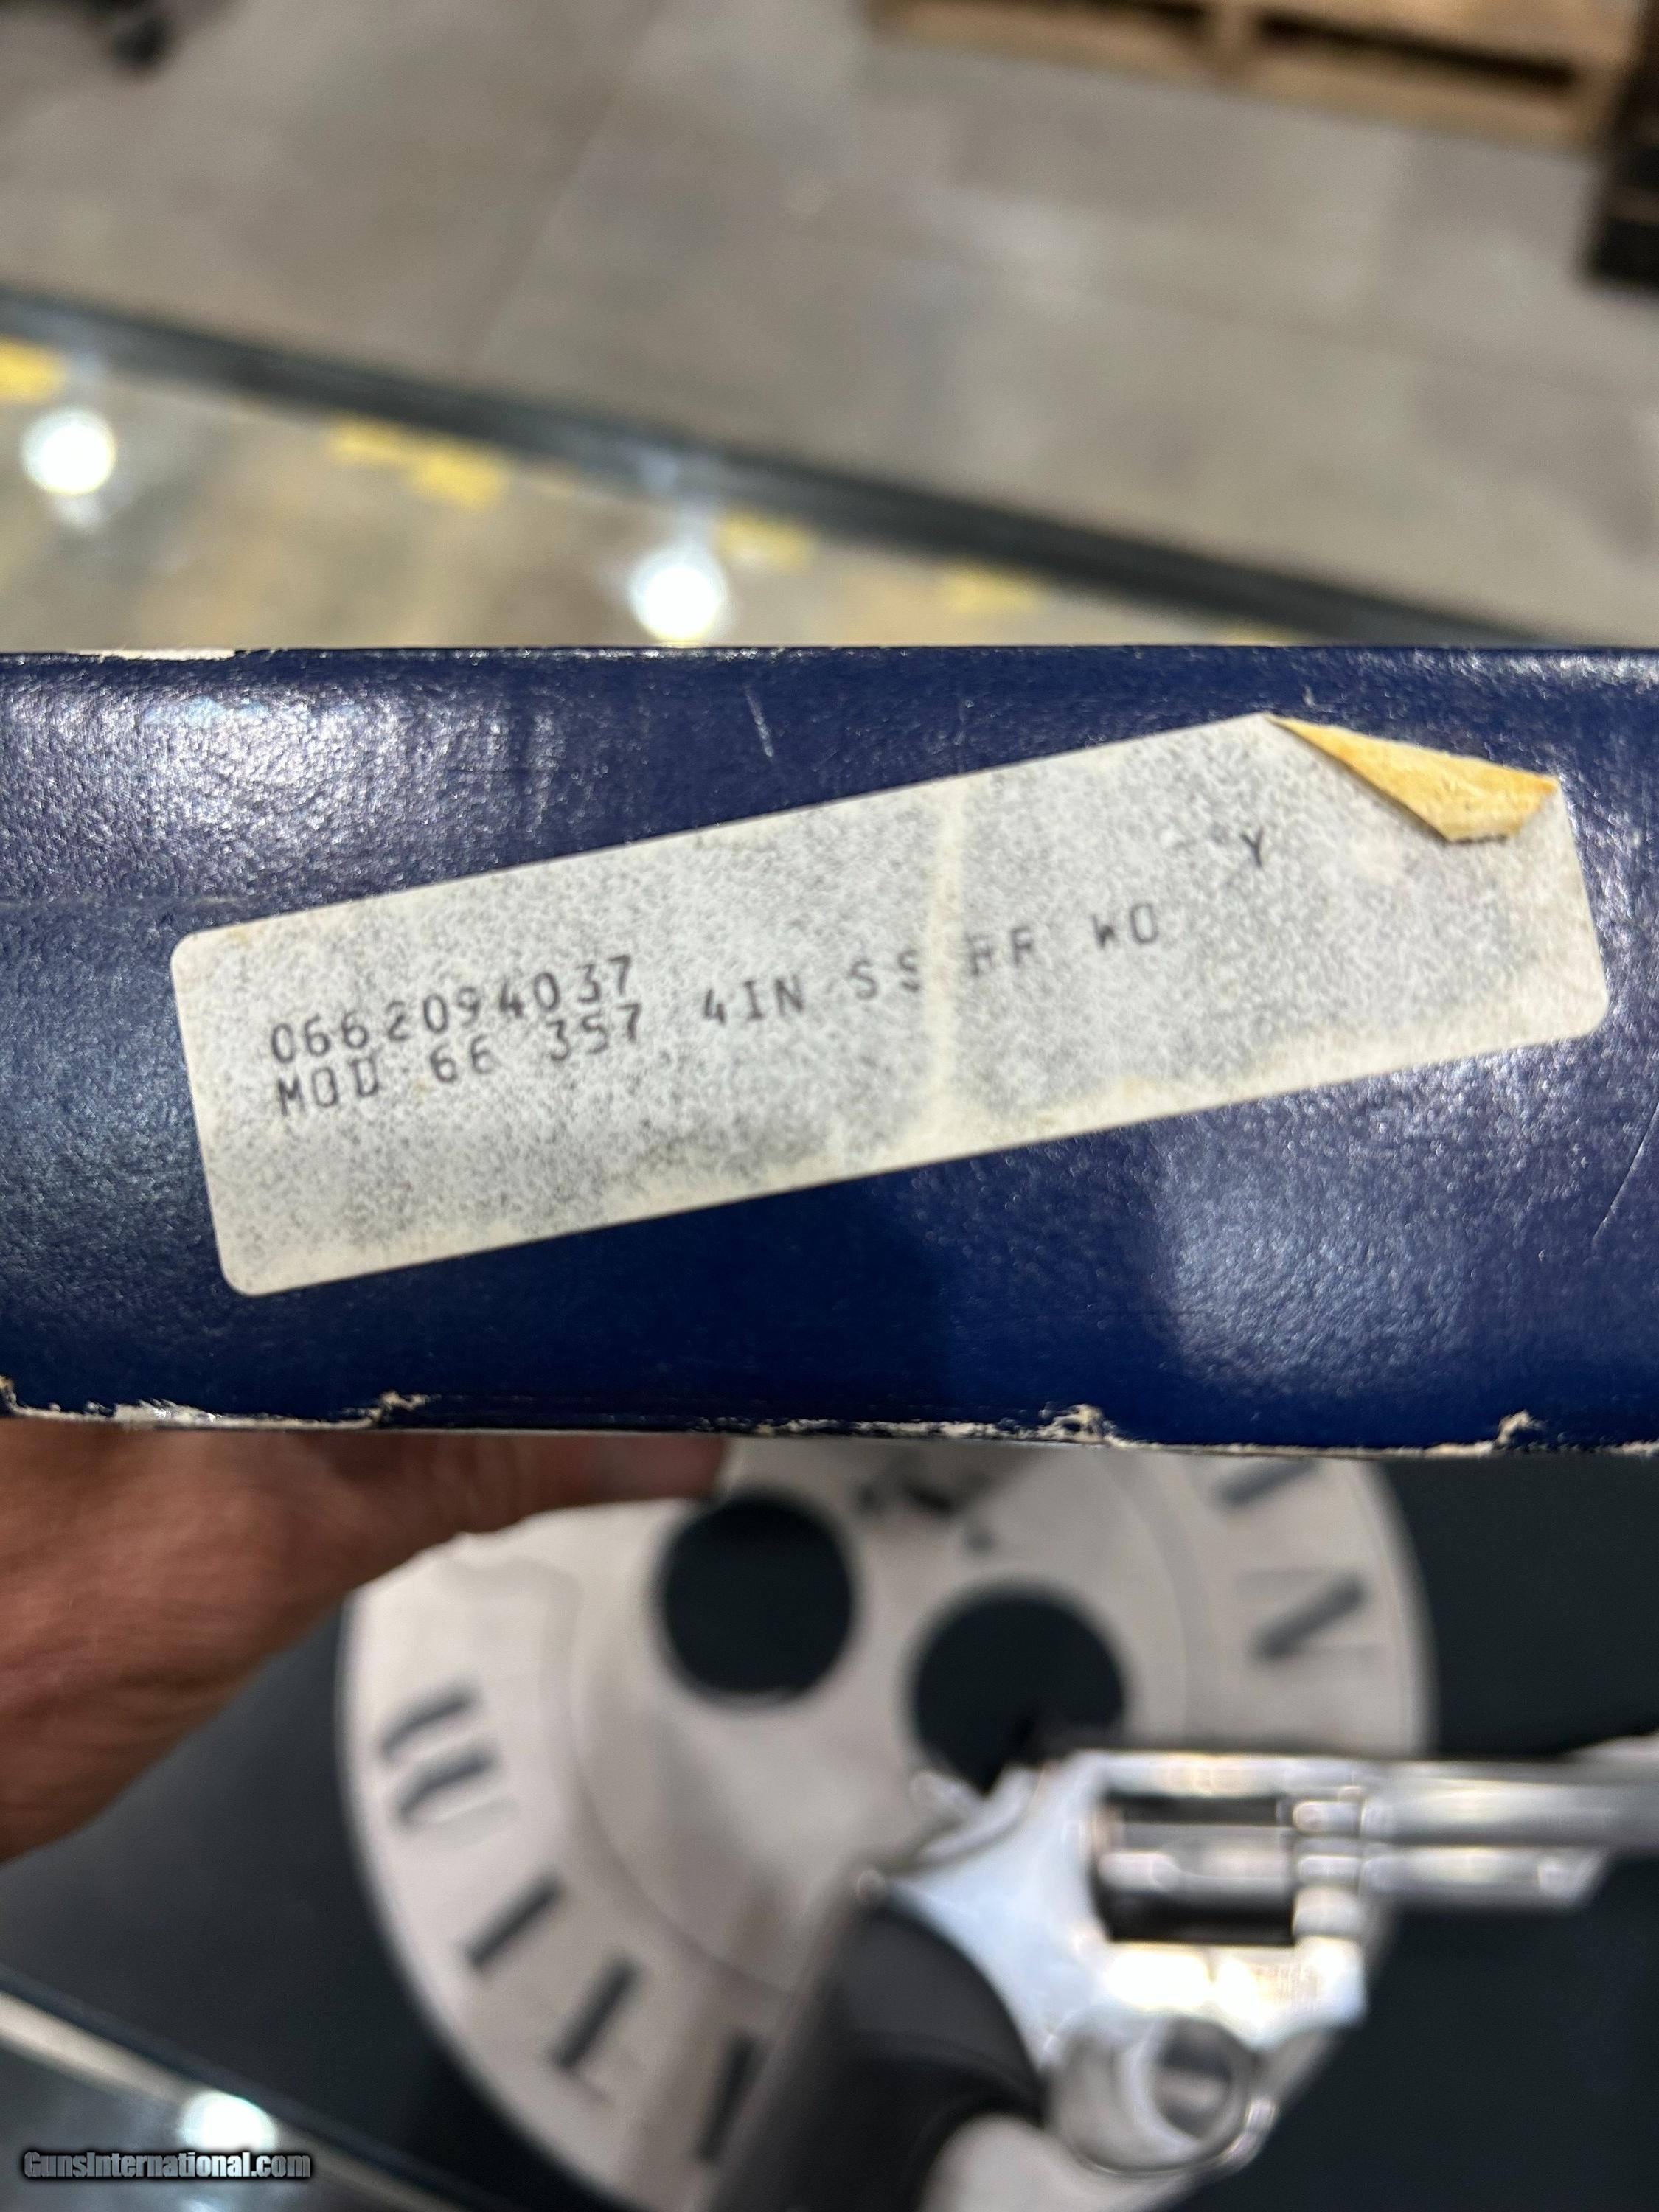 Y
0662094037
MOD 66 357 4IN SS RR WO
GunsInternational.com